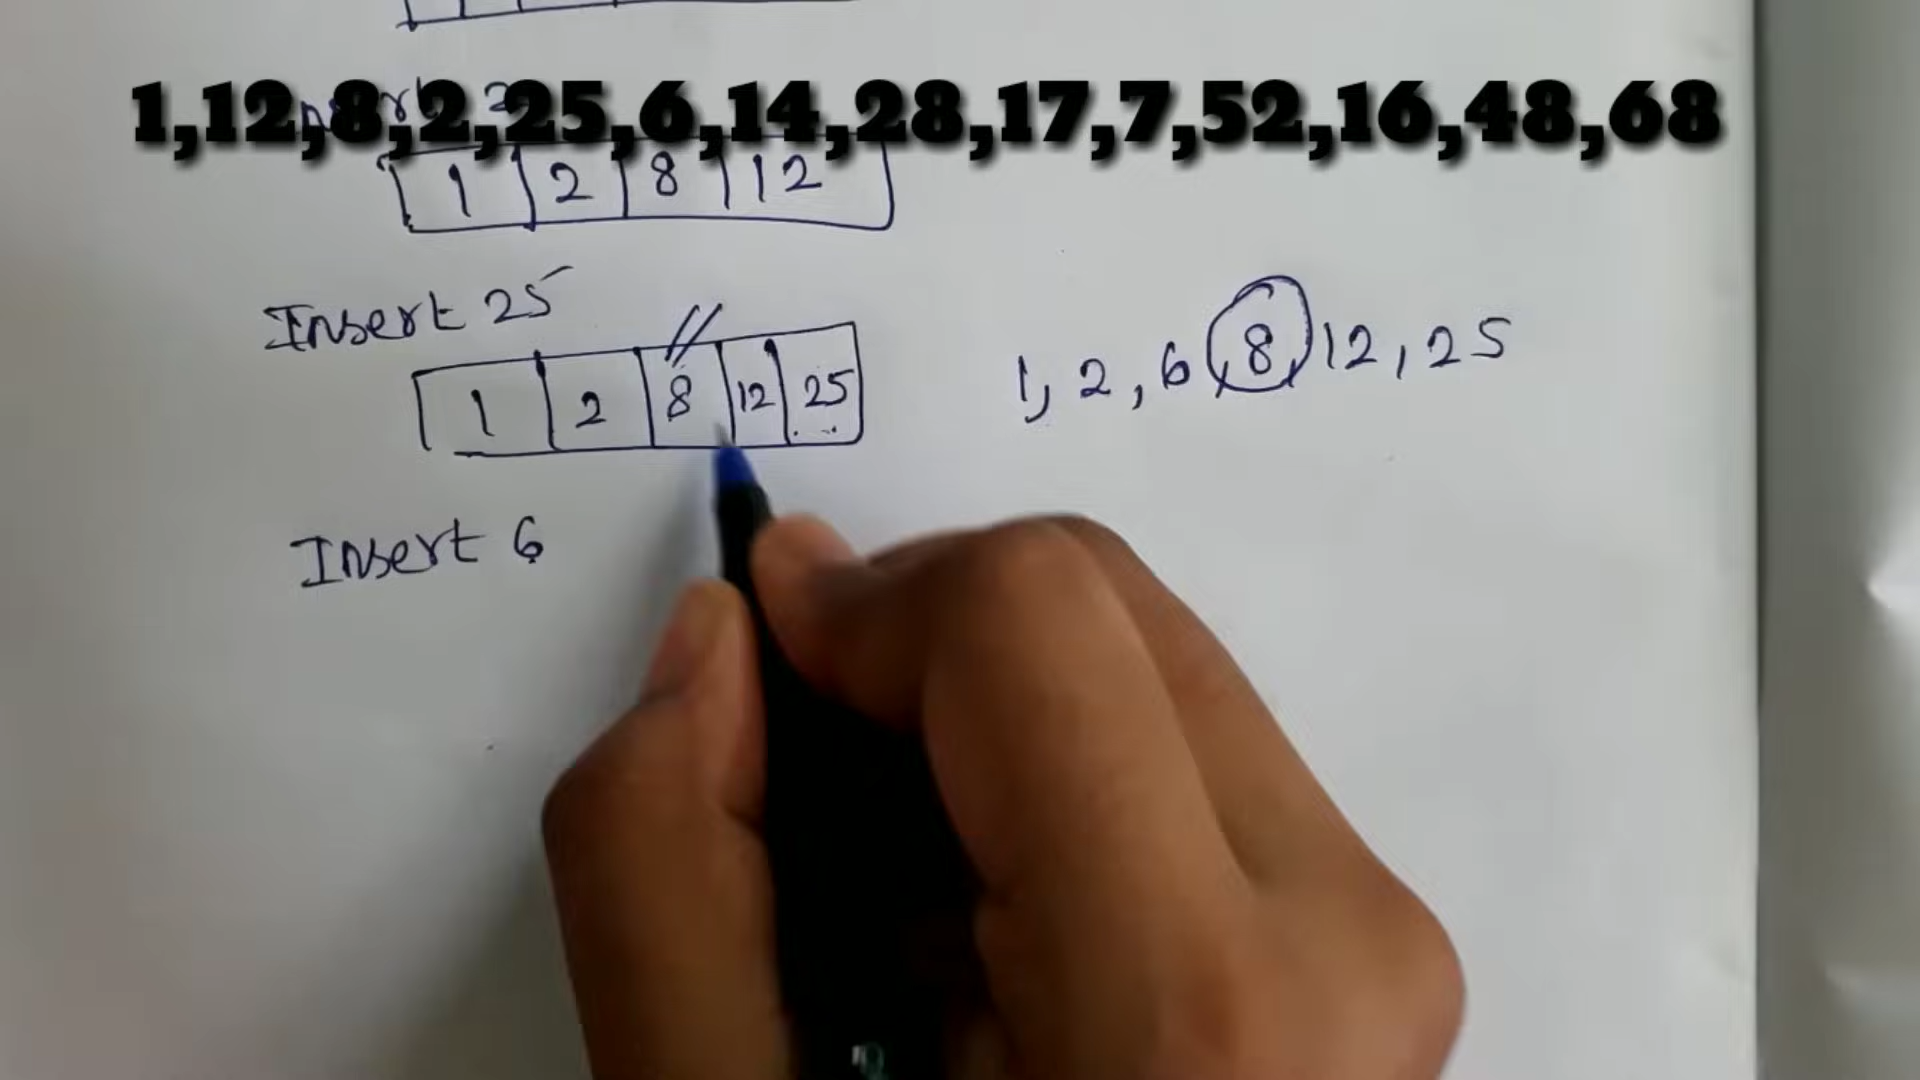 1,12,8,2,25,6,14,28,17,7,52,16,48,68
1 2 8 12
Insert 25
1 2 8 12 25
1, 2, 6, 8, 12, 25
Insert 6